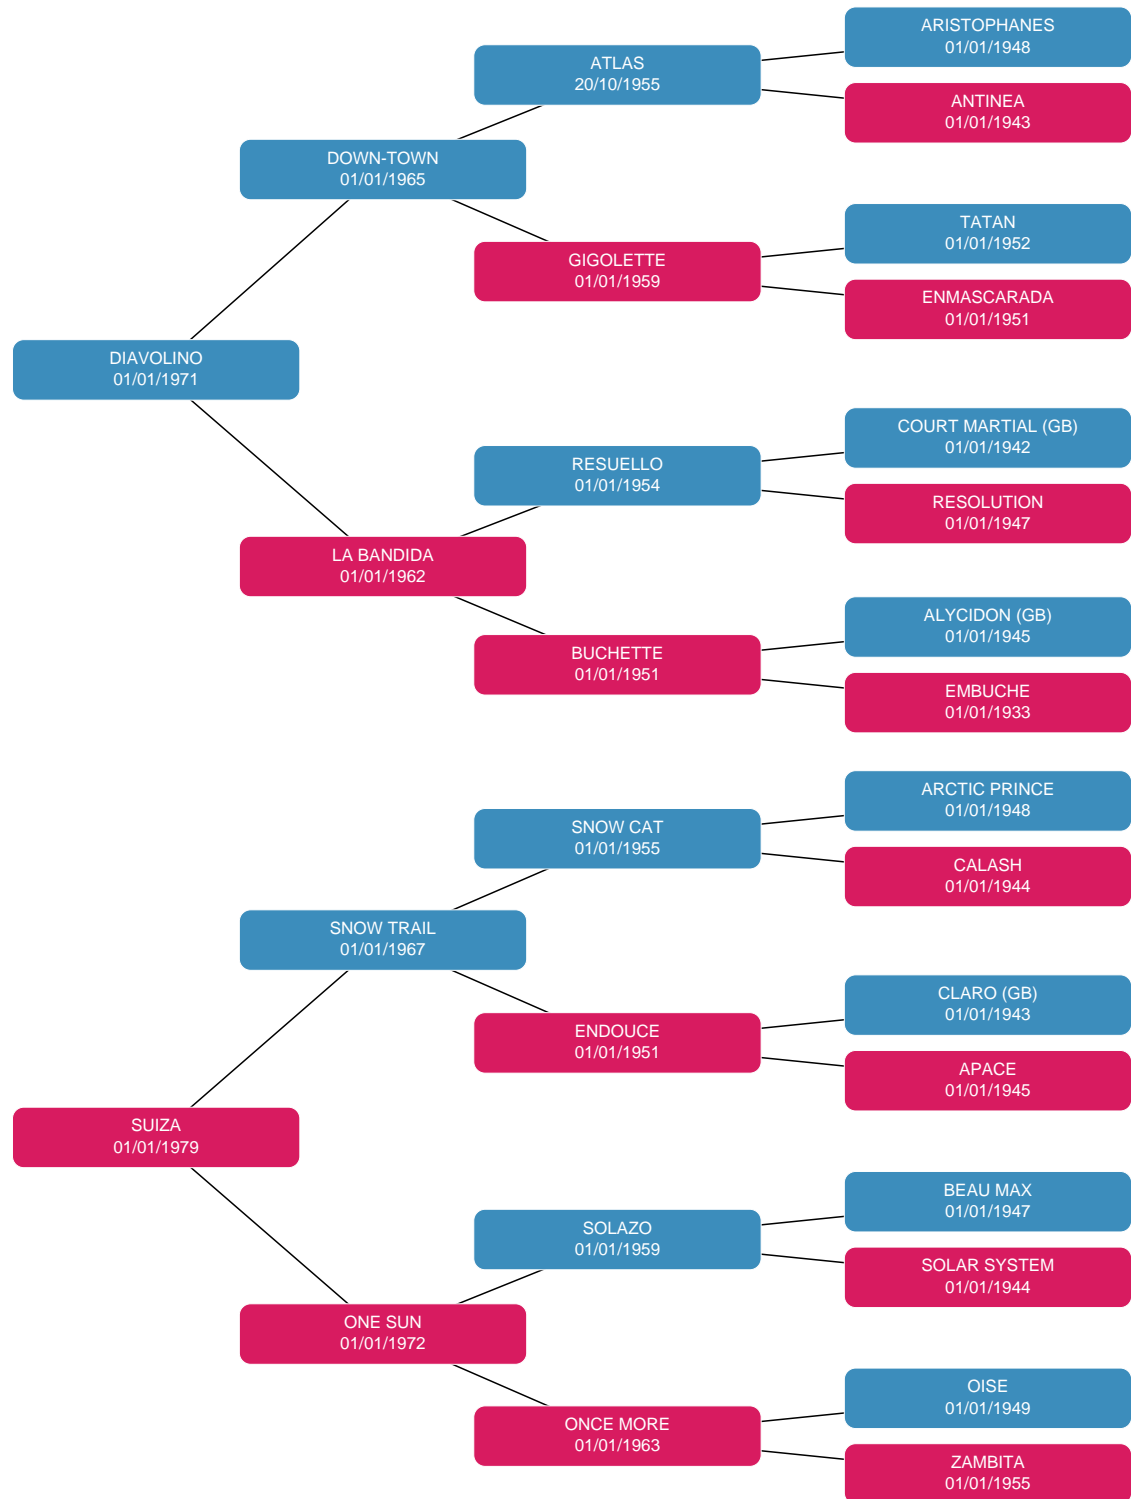 ARISTOPHANES
01/01/1948
ATLAS
20/10/1955
ANTINEA
01/01/1943
DOWN-TOWN
01/01/1965
TATAN
01/01/1952
GIGOLETTE
01/01/1959
ENMASCARADA
01/01/1951
DIAVOLINO
01/01/1971
COURT MARTIAL (GB)
01/01/1942
RESUELLO
01/01/1954
RESOLUTION
01/01/1947
LA BANDIDA
01/01/1962
ALYCIDON (GB)
01/01/1945
BUCHETTE
01/01/1951
EMBUCHE
01/01/1933
ARCTIC PRINCE
01/01/1948
SNOW CAT
01/01/1955
CALASH
01/01/1944
SNOW TRAIL
01/01/1967
CLARO (GB)
01/01/1943
ENDOUCE
01/01/1951
APACE
01/01/1945
SUIZA
01/01/1979
BEAU MAX
01/01/1947
SOLAZO
01/01/1959
SOLAR SYSTEM
01/01/1944
ONE SUN
01/01/1972
OISE
01/01/1949
ONCE MORE
01/01/1963
ZAMBITA
01/01/1955